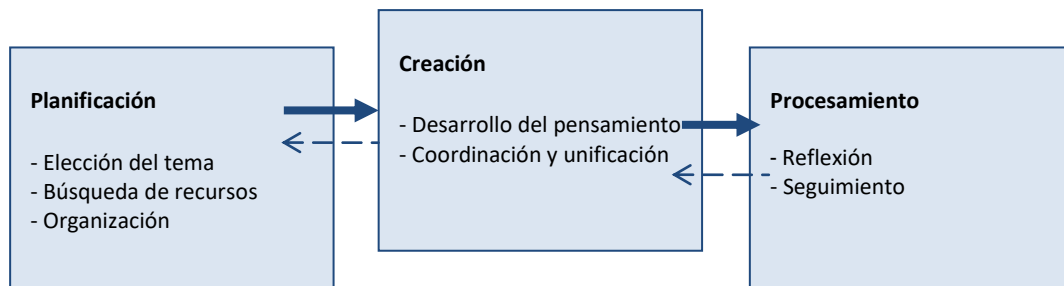 Planificación
- Elección del tema
- Búsqueda de recursos
- Organización
Creación
- Desarrollo del pensamiento
- Coordinación y unificación
Procesamiento
- Reflexión
- Seguimiento